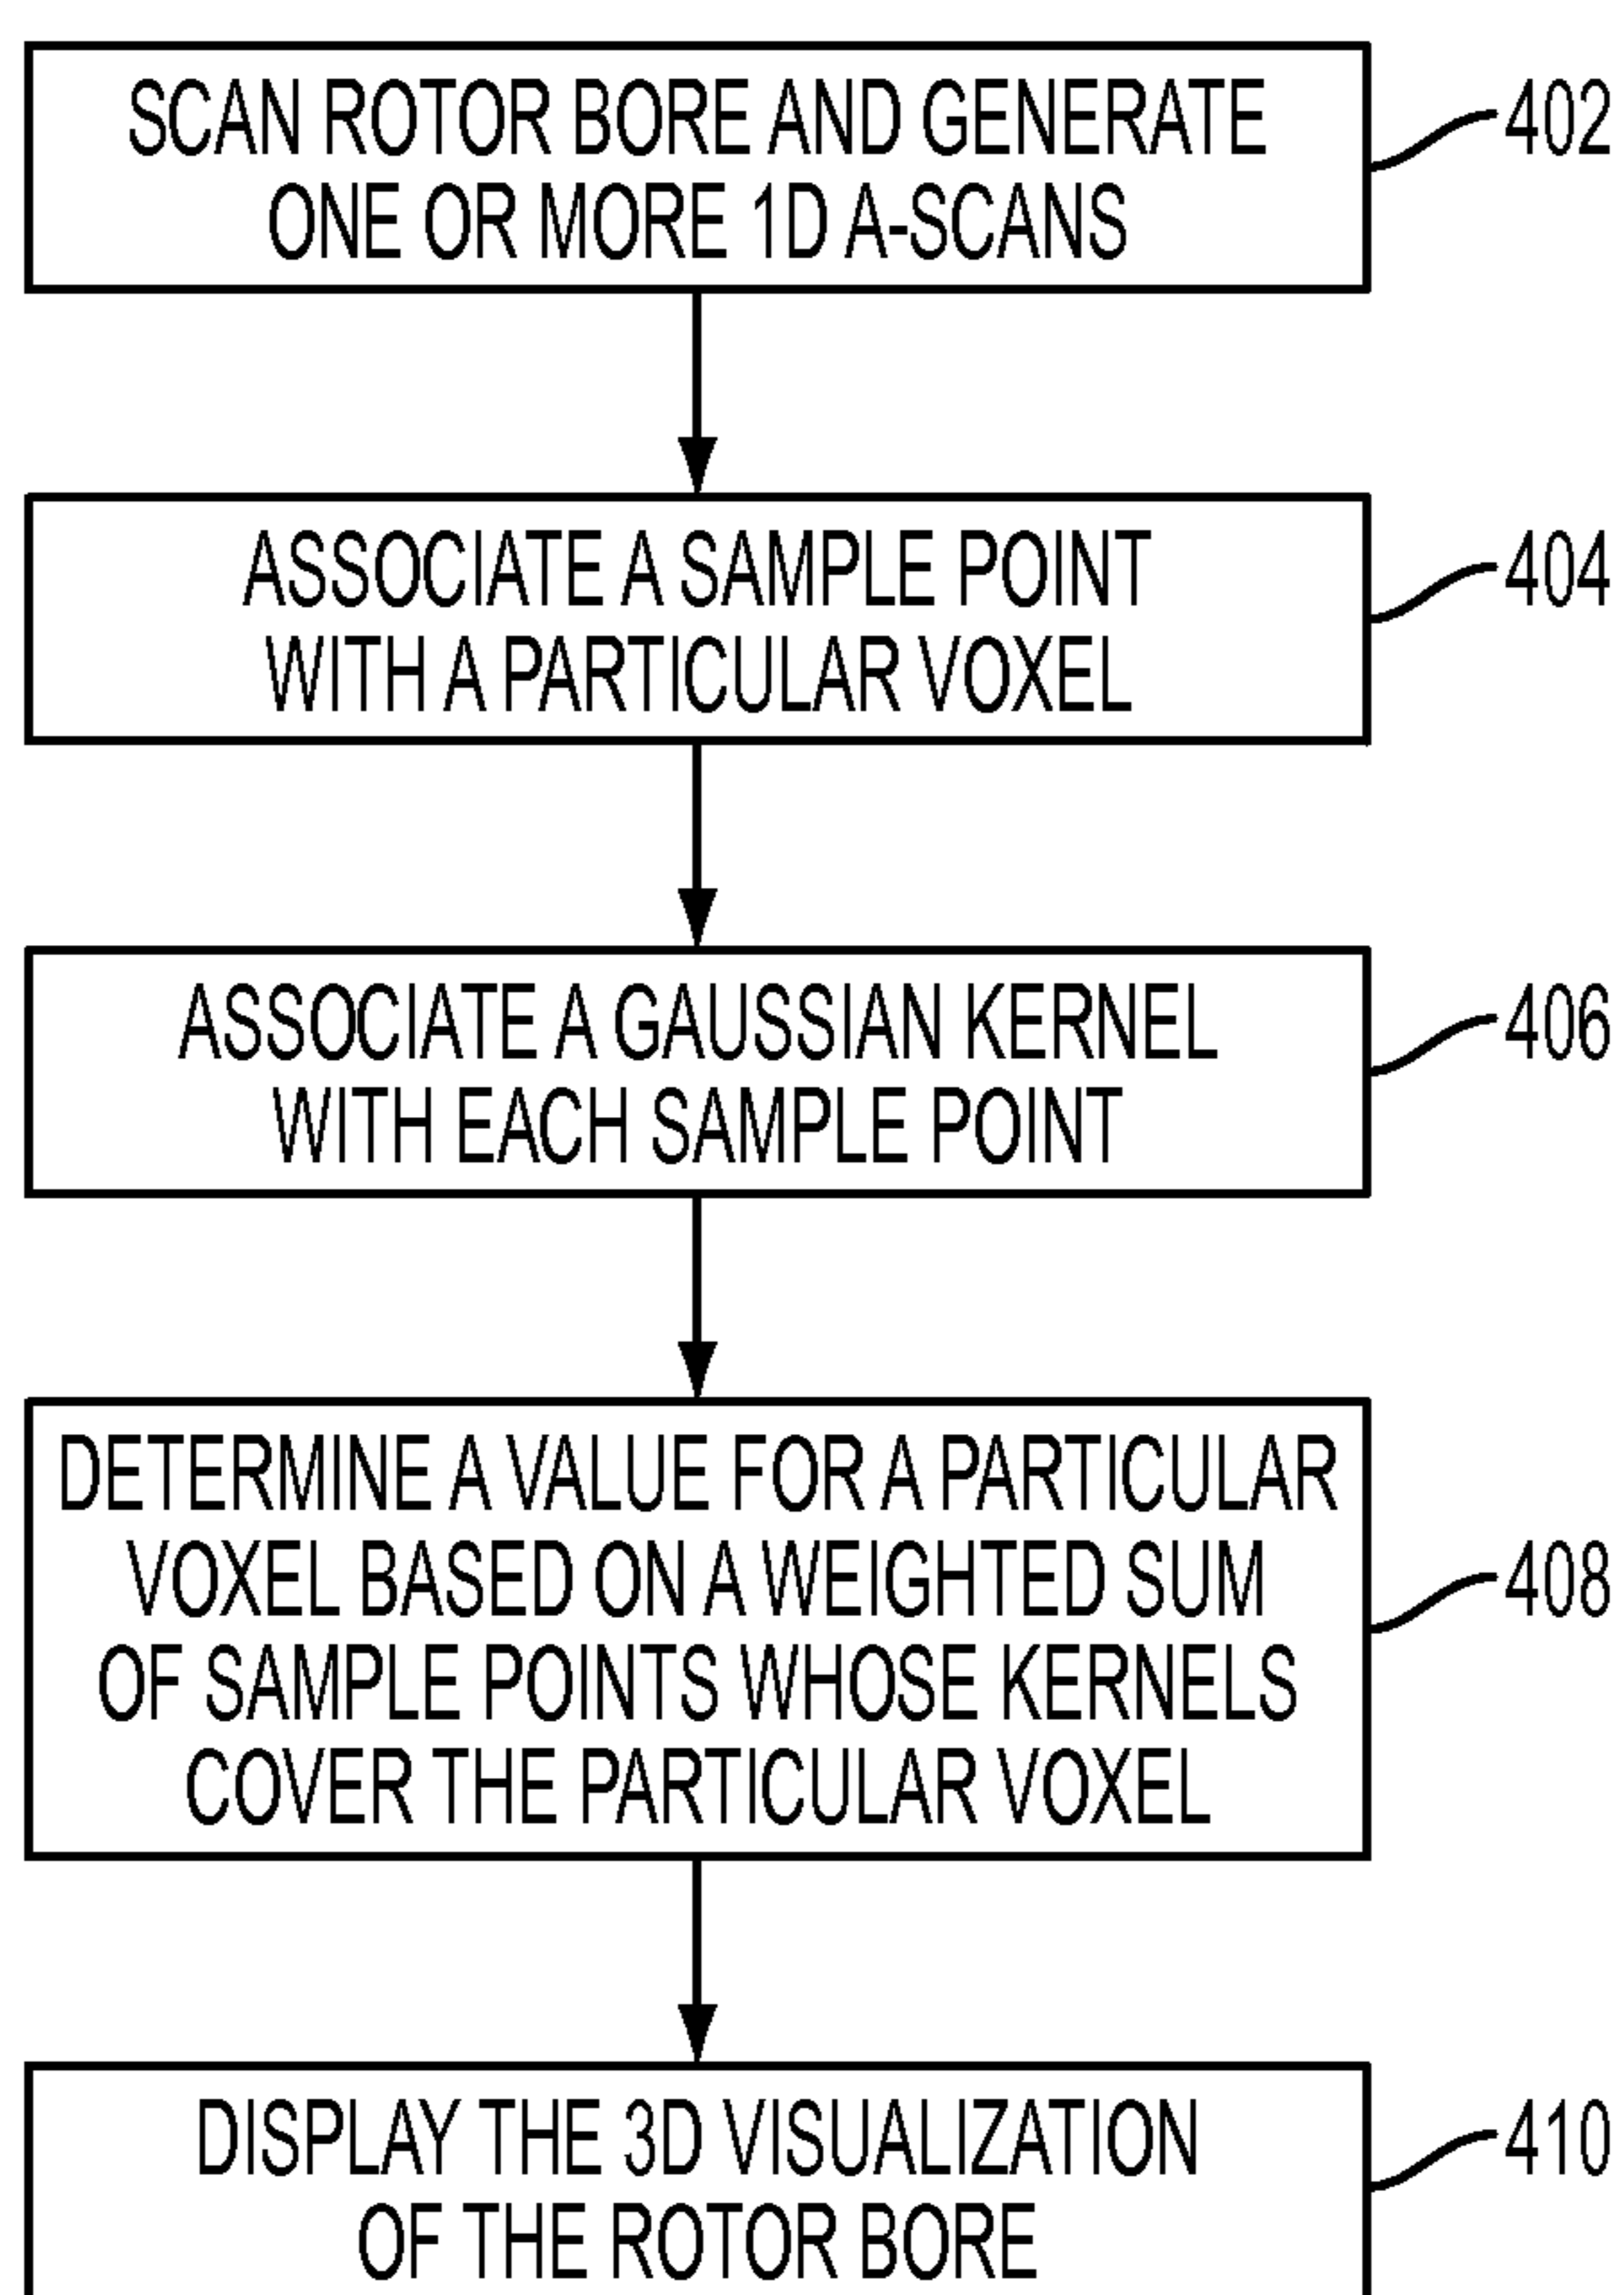 SCAN ROTOR BORE AND GENERATE
ONE OR MORE 1D A-SCANS
402
ASSOCIATE A SAMPLE POINT
WITH A PARTICULAR VOXEL
404
ASSOCIATE A GAUSSIAN KERNEL
WITH EACH SAMPLE POINT
406
DETERMINE A VALUE FOR A PARTICULAR
VOXEL BASED ON A WEIGHTED SUM
OF SAMPLE POINTS WHOSE KERNELS
COVER THE PARTICULAR VOXEL
408
DISPLAY THE 3D VISUALIZATION
OF THE ROTOR BORE
410